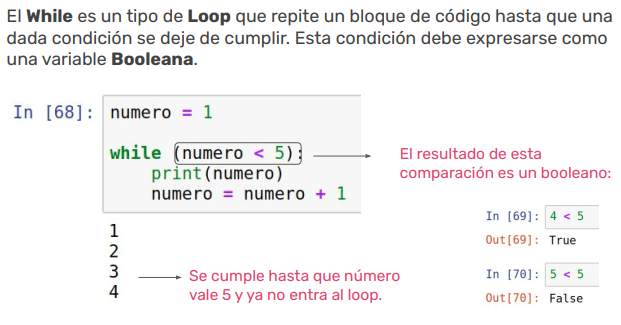 El While es un tipo de Loop que repite un bloque de código hasta que una
dada condición se deje de cumplir. Esta condición debe expresarse como
una variable Booleana.
In [68]: numero = 1
while (numero < 5):
print(numero)
numero = numero + 1
1
2
3
4
El resultado de esta
comparación es un booleano:
In [69]: 4 < 5
Out[69]: True
In [70]: 5 < 5
Out[70]: False
Se cumple hasta que número
vale 5 y ya no entra al loop.